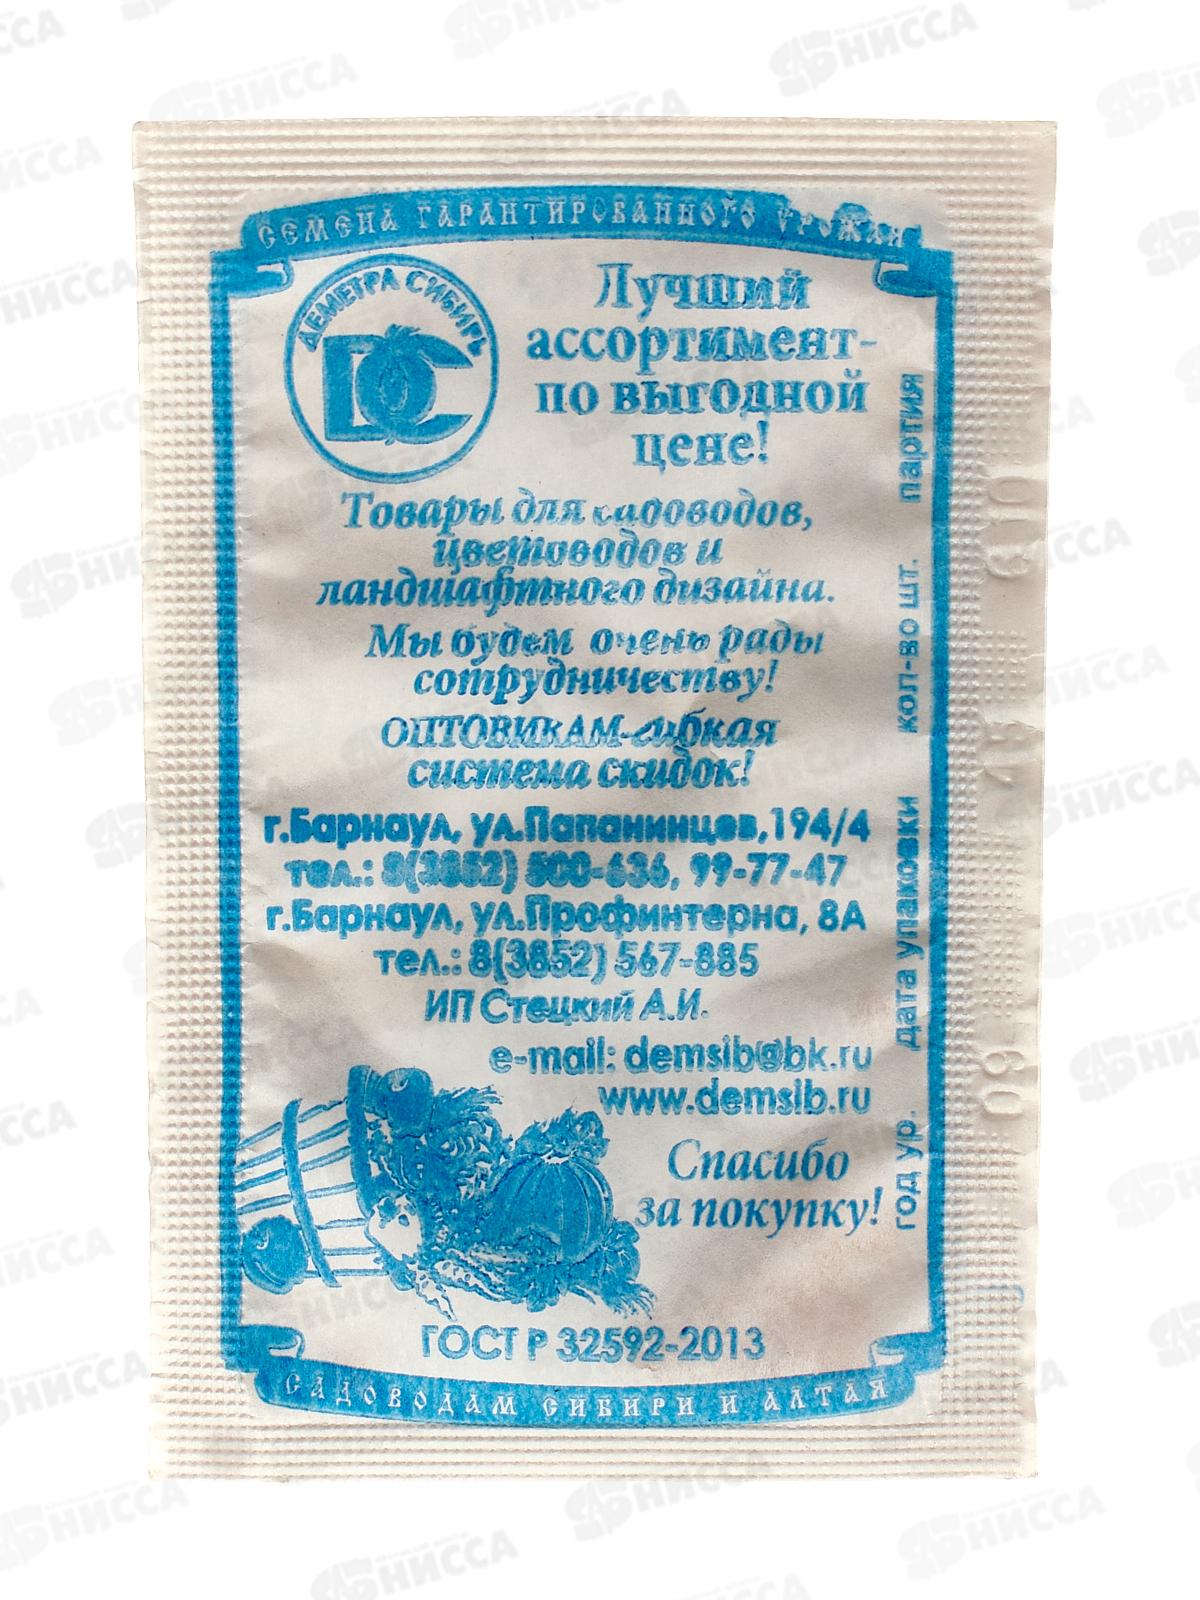 СЕМЕНА ГАРАНТИРОВАННОГО УРОЖАЯ
ДЕМЕТРА СИБИРЬ
ДС
Лучший
ассортимент-
по выгодной
цене!
Товары для садоводов,
цветоводов и
ландшафтного дизайна.
Мы будем очень рады
сотрудничеству!
ОПТОВИКАМ-гибкая
система скидок!
г.Барнаул, ул.Папанинцев,194/4
тел.: 8(3852) 500-636, 99-77-47
г.Барнаул, ул.Профинтерна, 8А
тел.: 8(3852) 567-885
ИП Стецкий А.И.
e-mail: demsib@bk.ru
www.demsib.ru
Спасибо
за покупку!
ГОСТ Р 32592-2013
САДОВОДАМ СИБИРИ И АЛТАЯ
год ур. дата упаковки кол-во шт. партия
НИССА